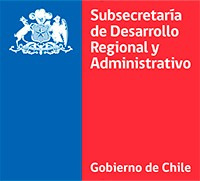 Subsecretaría
de Desarrollo
Regional y
Administrativo
Gobierno de Chile